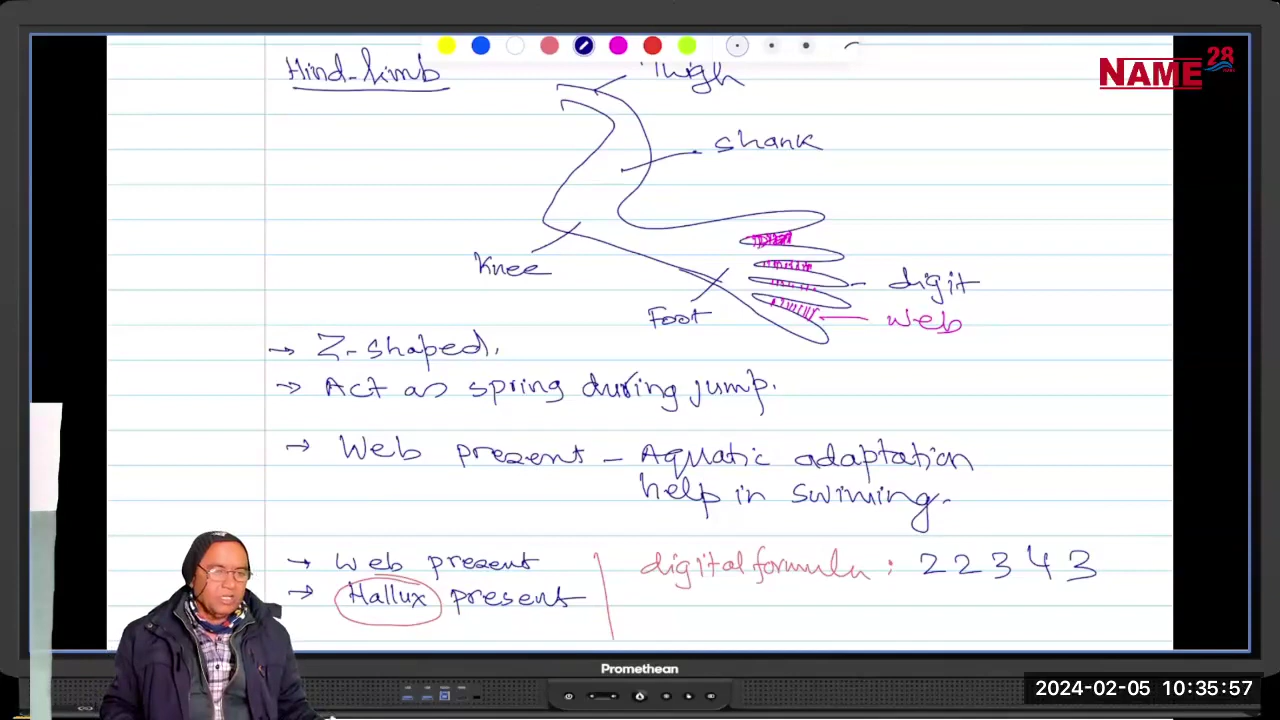 NAME 28
Hind-limb
Thigh
shank
Knee
digit
Foot
web
→ Z-shaped.
→ Act as spring during jump.
→ Web present - Aquatic adaptation
help in swiming.
→ Web present
→ Hallux present
digital formula : 2 2 3 4 3
Promethean
2024-02-05 10:35:57